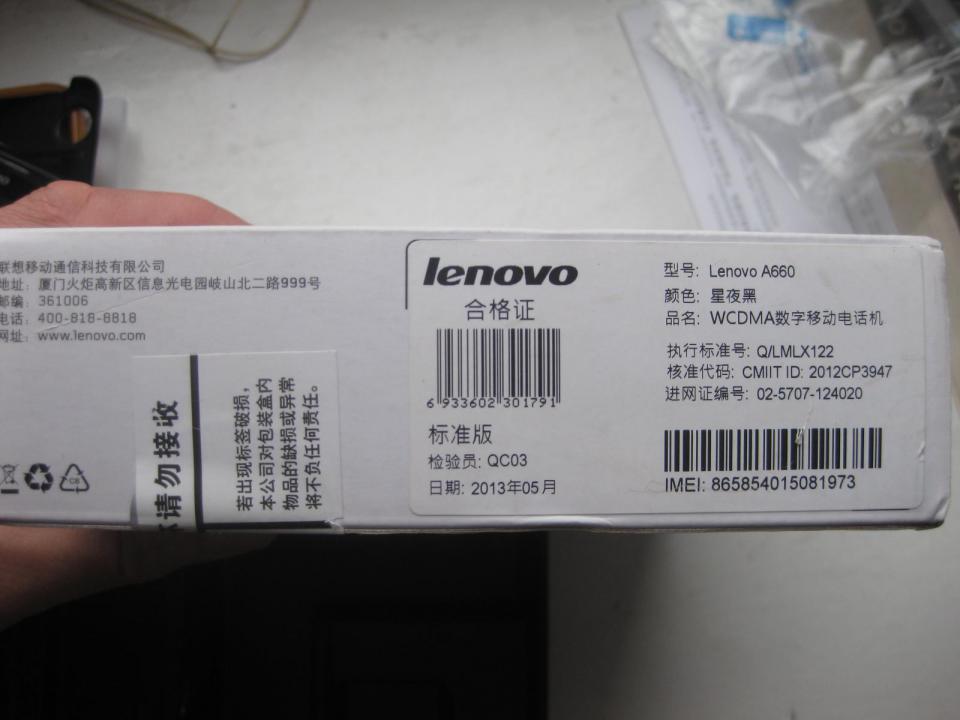 联想移动通信科技有限公司
地址：厦门火炬高新区信息光电园岐山北二路999号
邮编：361006
电话：400-818-8818
网址：www.lenovo.com
请勿接收
若出现标签破损，
本公司对包装盒内
物品的缺损或异常
将不负任何责任。
lenovo
合格证
6 933602 301791
标准版
检验员: QC03
日期: 2013年05月
型号: Lenovo A660
颜色: 星夜黑
品名: WCDMA数字移动电话机
执行标准号: Q/LMLX122
核准代码: CMIIT ID: 2012CP3947
进网证编号: 02-5707-124020
IMEI: 865854015081973